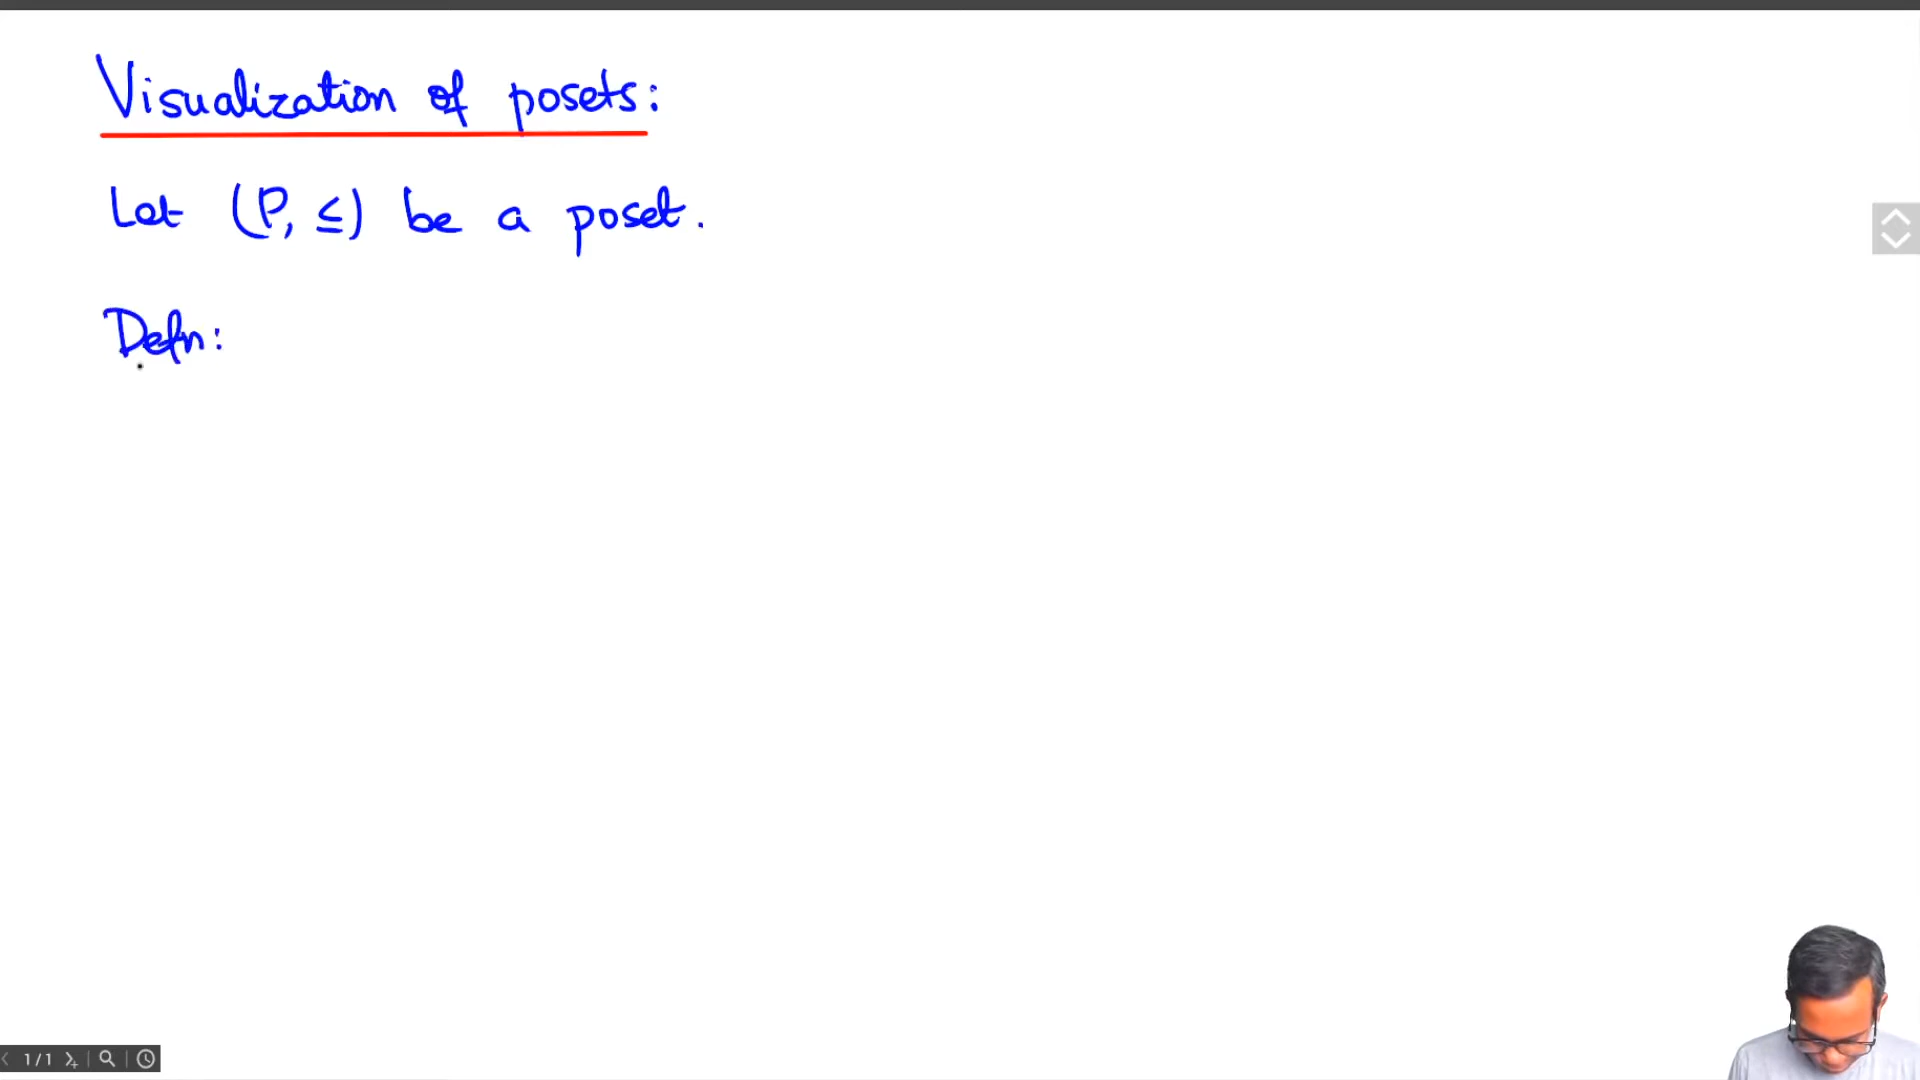 Visualization of posets:
Let (P, ≤) be a poset.
Defn:
1/1